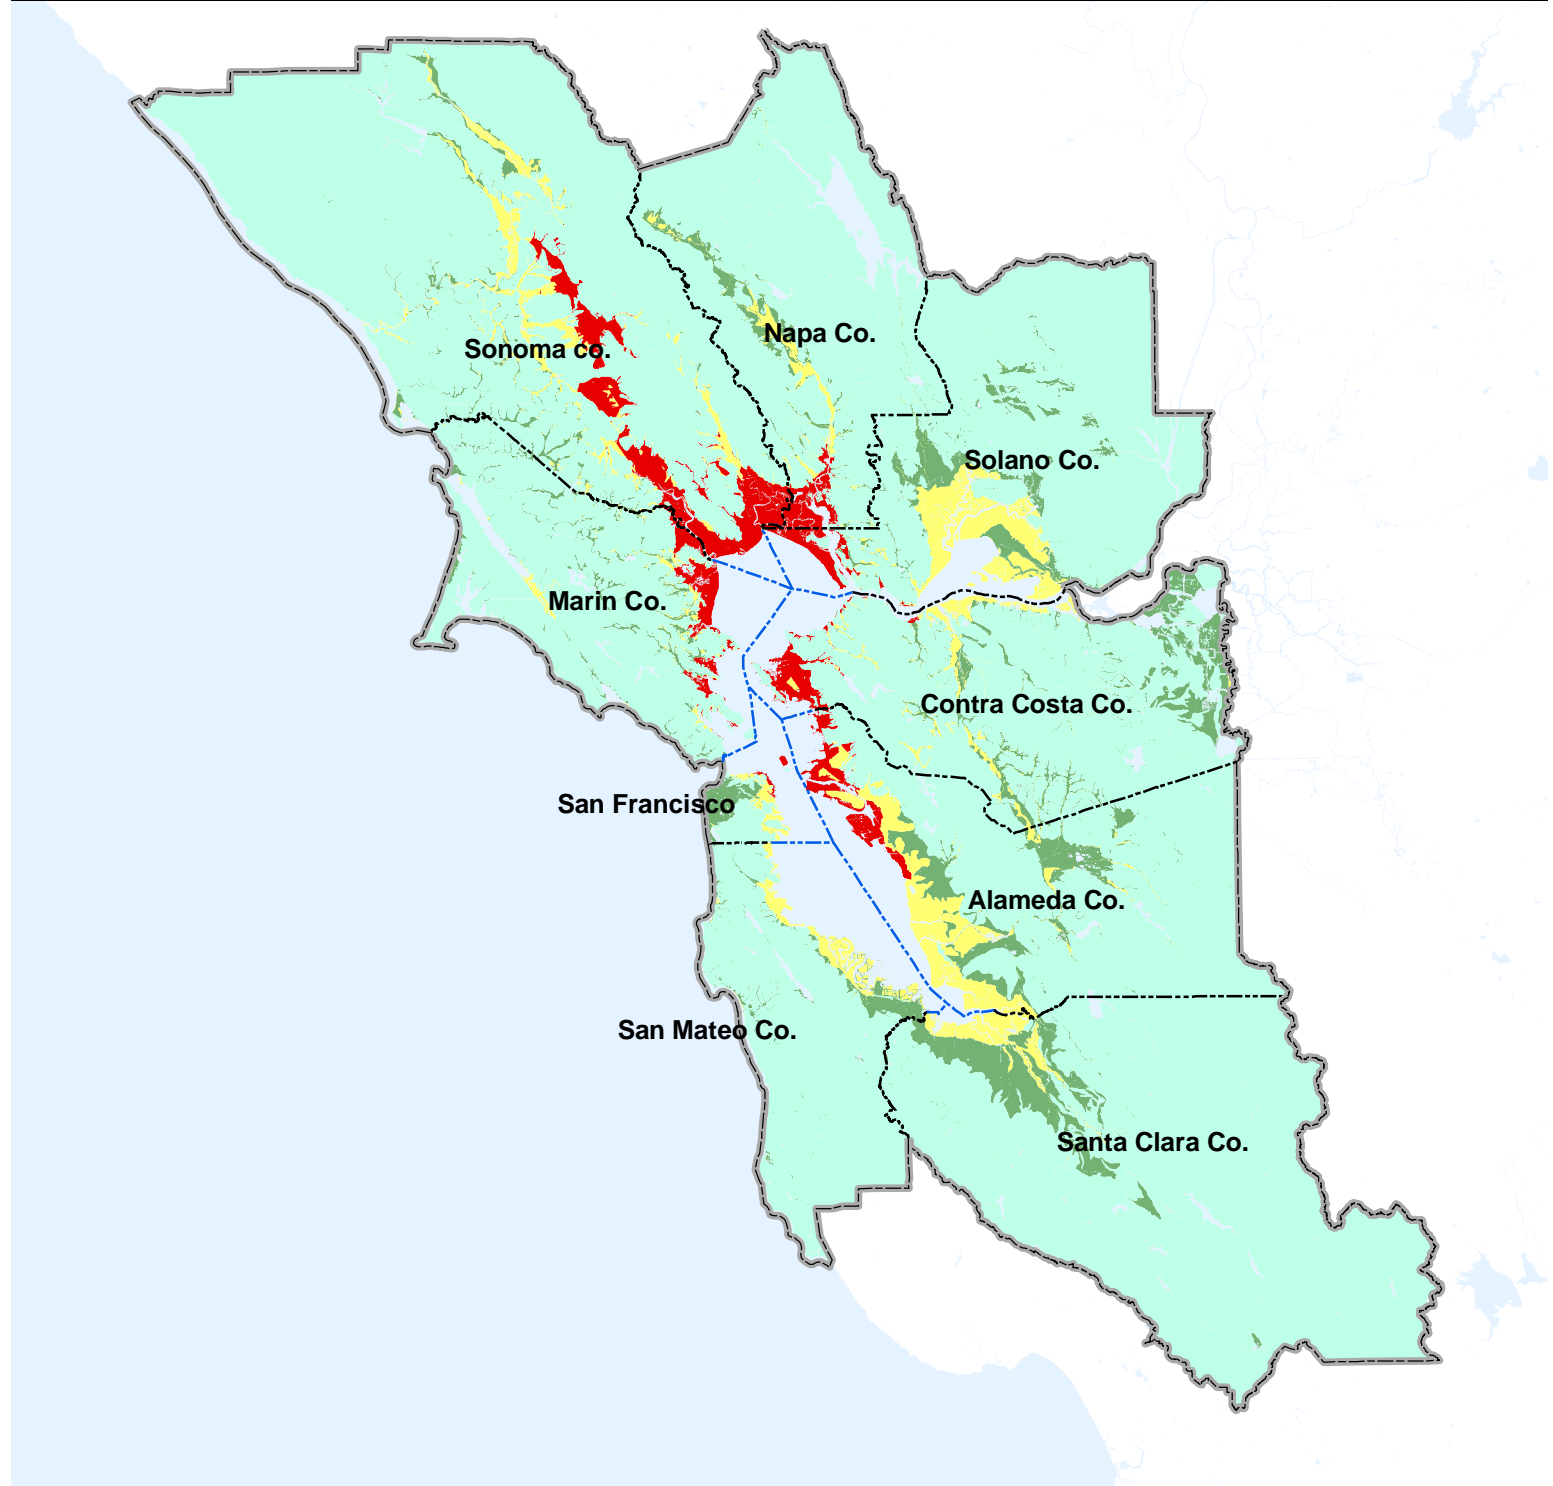 Napa Co.
Sonoma co.
Solano Co.
Marin Co.
Contra Costa Co.
San Francisco
Alameda Co.
San Mateo Co.
Santa Clara Co.